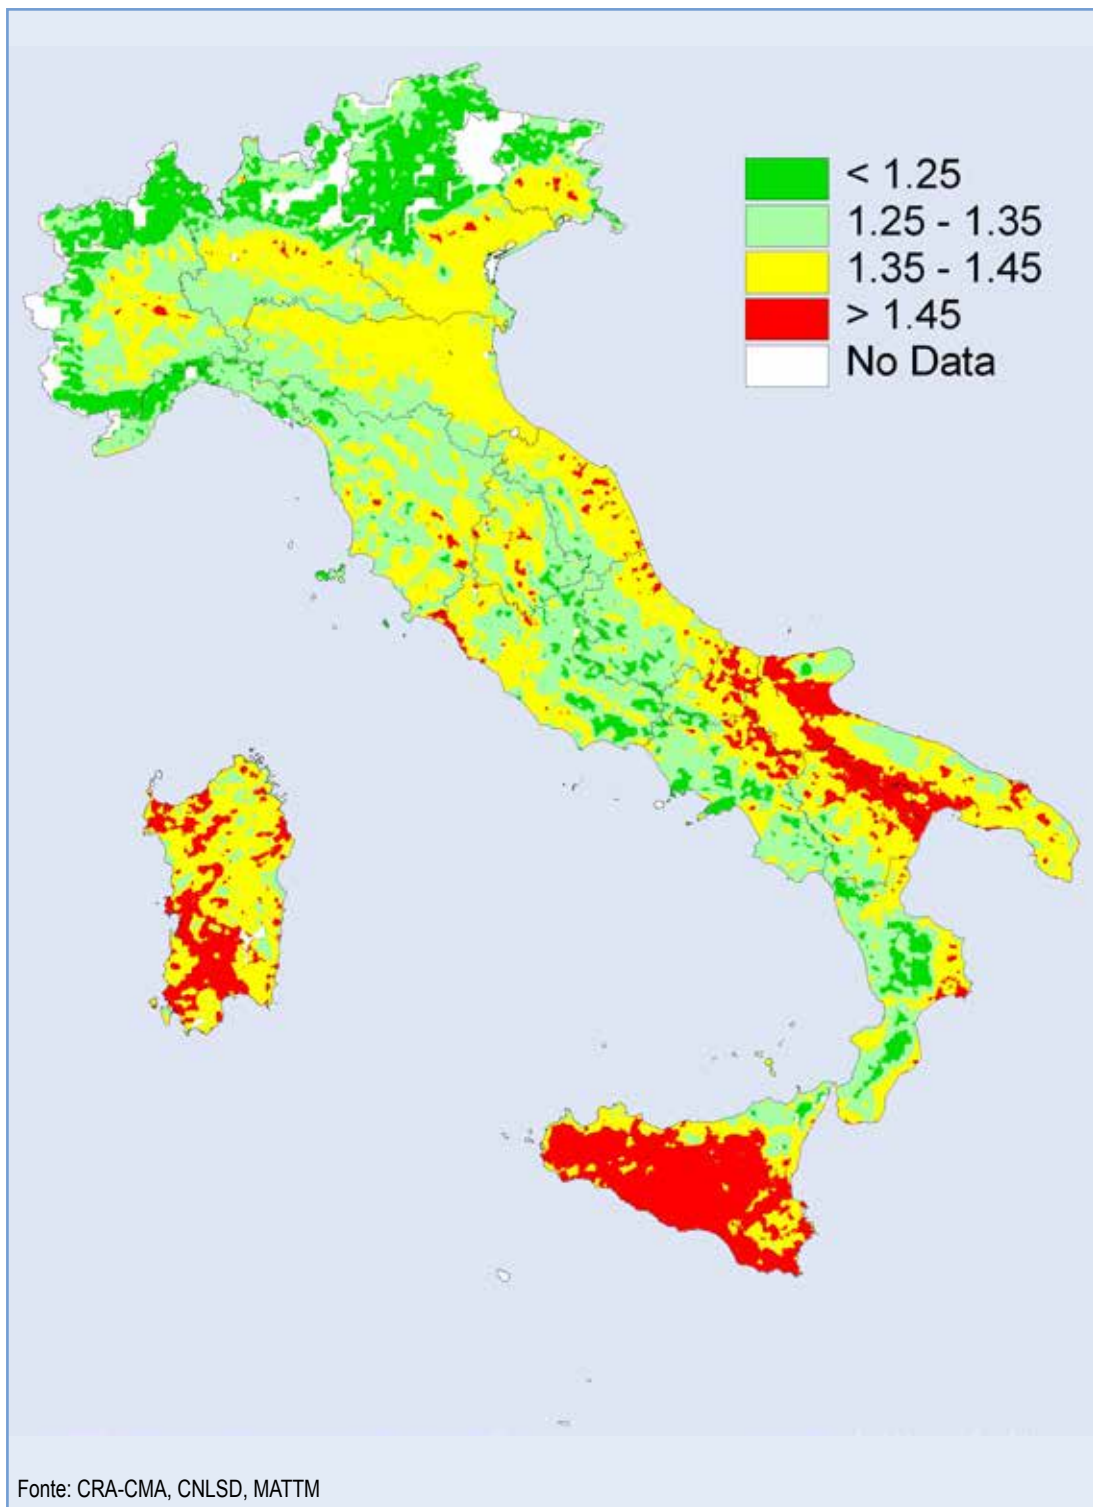 < 1.25
1.25 - 1.35
1.35 - 1.45
> 1.45
No Data
Fonte: CRA-CMA, CNLSD, MATTM